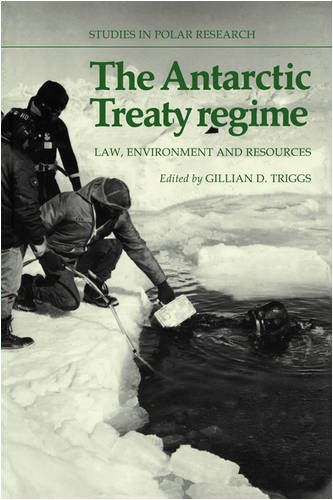 STUDIES IN POLAR RESEARCH
The Antarctic
Treaty regime
LAW, ENVIRONMENT AND RESOURCES
Edited by GILLIAN D. TRIGGS